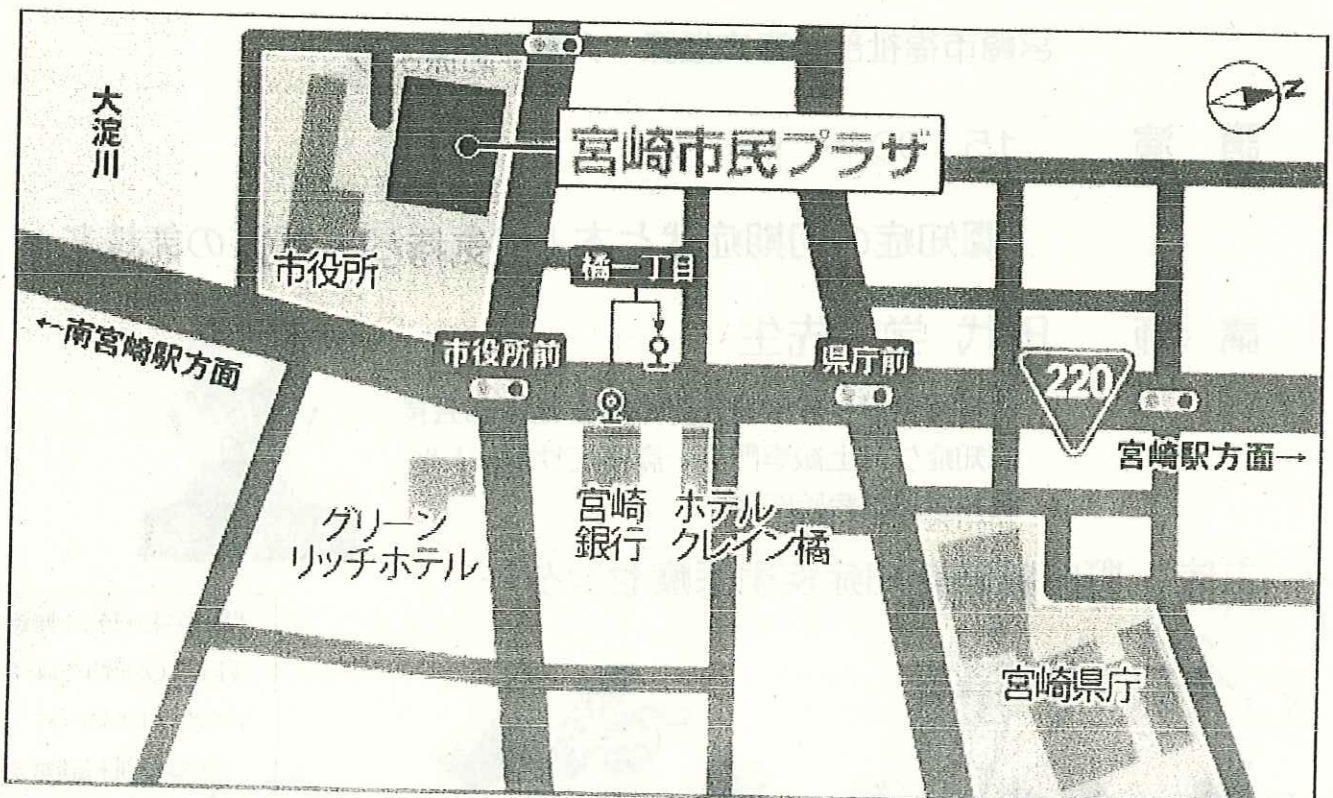 大淀川
N
宮崎市民プラザ
市役所
橘一丁目
←南宮崎駅方面
市役所前
県庁前
220
宮崎駅方面→
グリーン
リッチホテル
宮崎
銀行
ホテル
クレイン橘
宮崎県庁